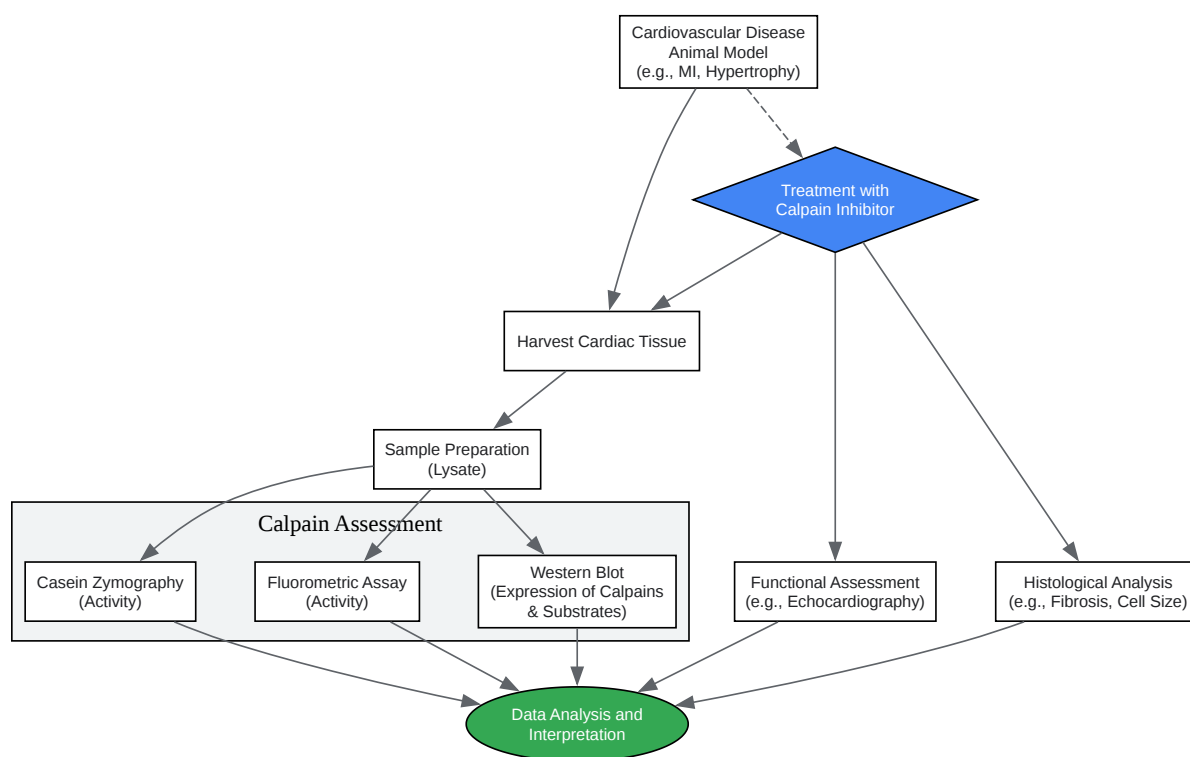 Cardiovascular Disease
Animal Model
(e.g., MI, Hypertrophy)
Treatment with
Calpain Inhibitor
Harvest Cardiac Tissue
Sample Preparation
(Lysate)
Calpain Assessment
Casein Zymography
(Activity)
Fluorometric Assay
(Activity)
Western Blot
(Expression of Calpains
& Substrates)
Functional Assessment
(e.g., Echocardiography)
Histological Analysis
(e.g., Fibrosis, Cell Size)
Data Analysis and
Interpretation